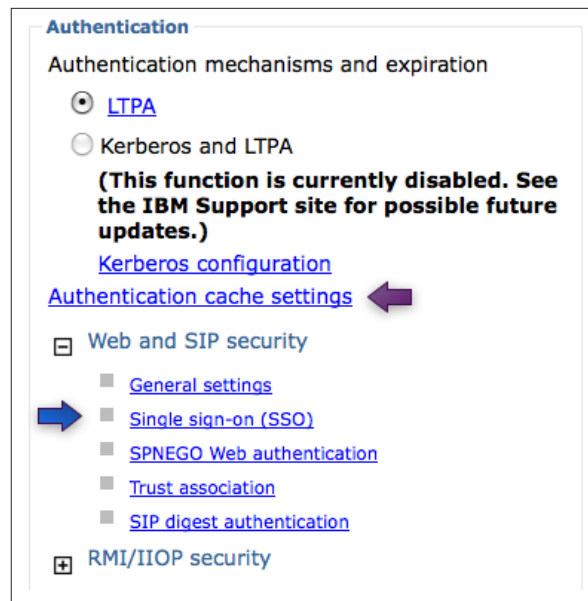 Authentication
Authentication mechanisms and expiration
LTPA
Kerberos and LTPA
(This function is currently disabled. See
the IBM Support site for possible future
updates.)
Kerberos configuration
Authentication cache settings
Web and SIP security
General settings
Single sign-on (SSO)
SPNEGO Web authentication
Trust association
SIP digest authentication
RMI/IIOP security